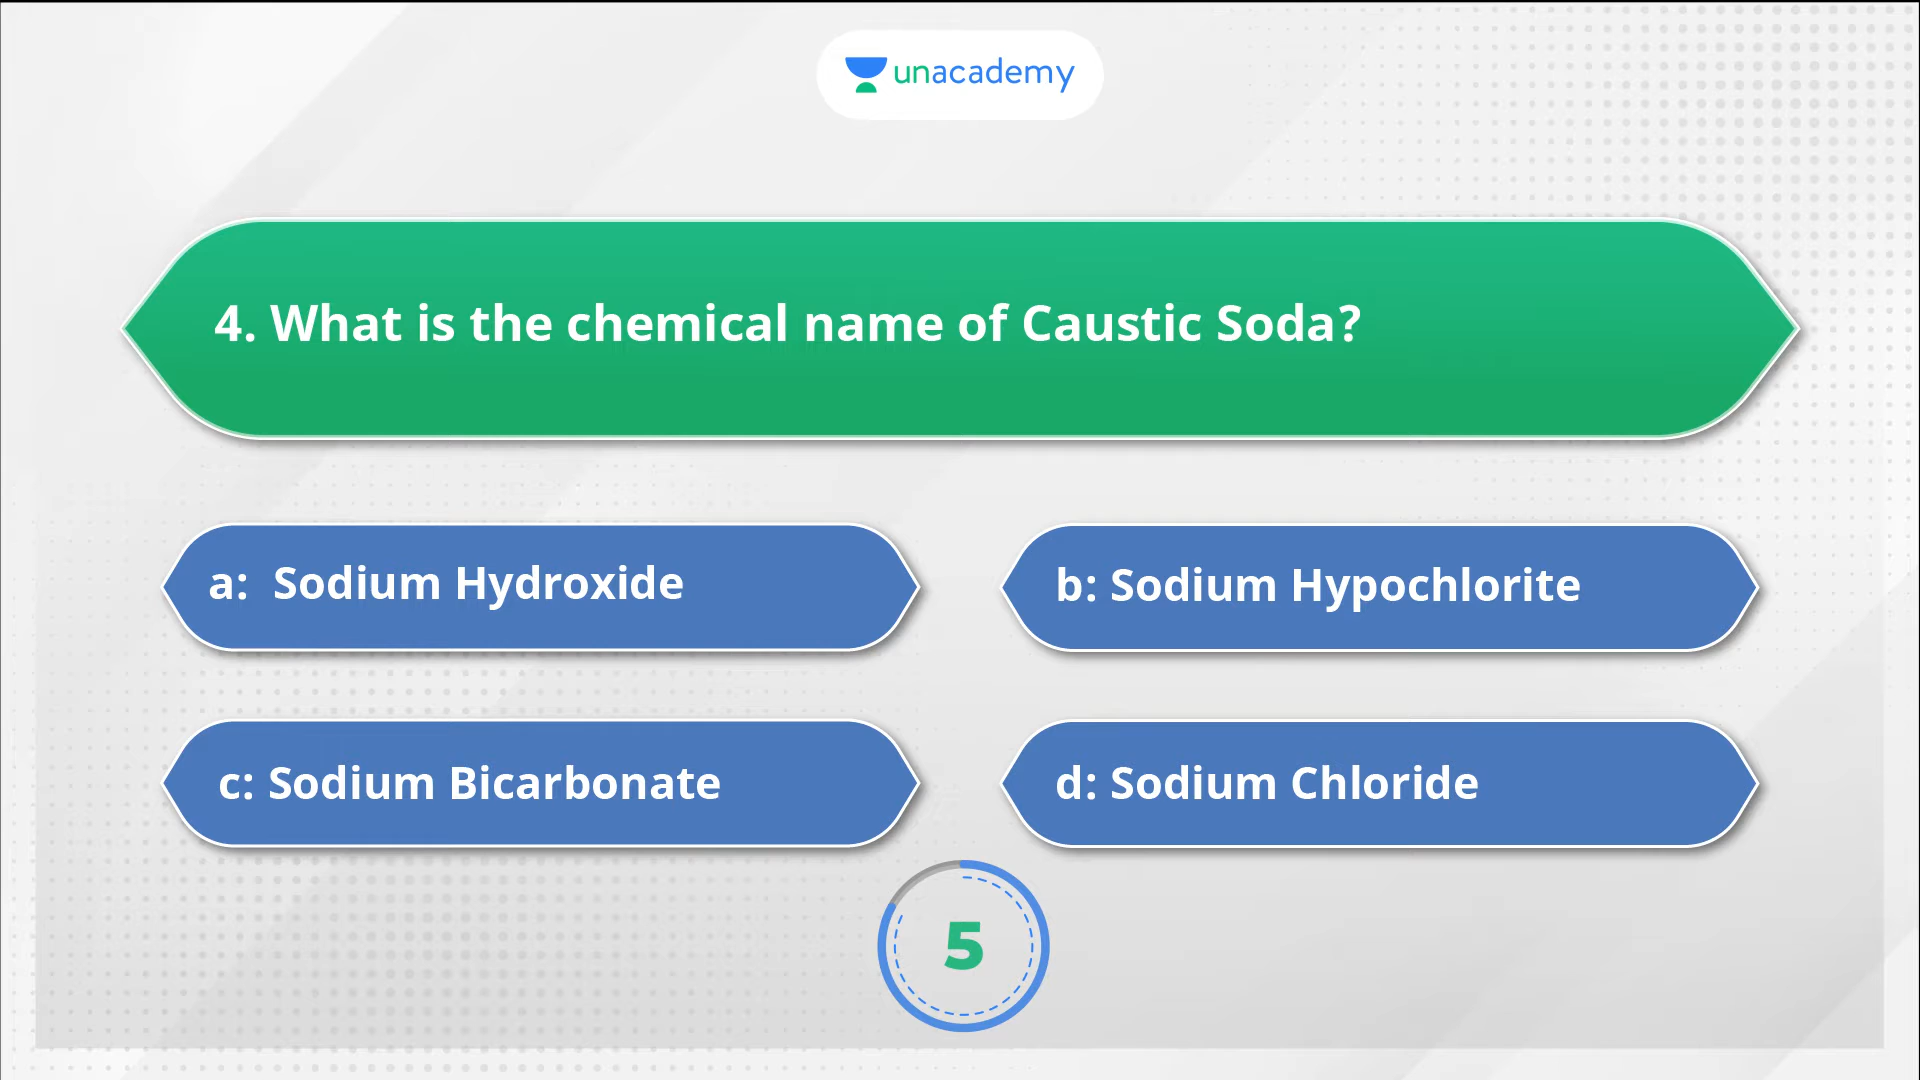 unacademy
4. What is the chemical name of Caustic Soda?
a: Sodium Hydroxide
b: Sodium Hypochlorite
c: Sodium Bicarbonate
d: Sodium Chloride
5